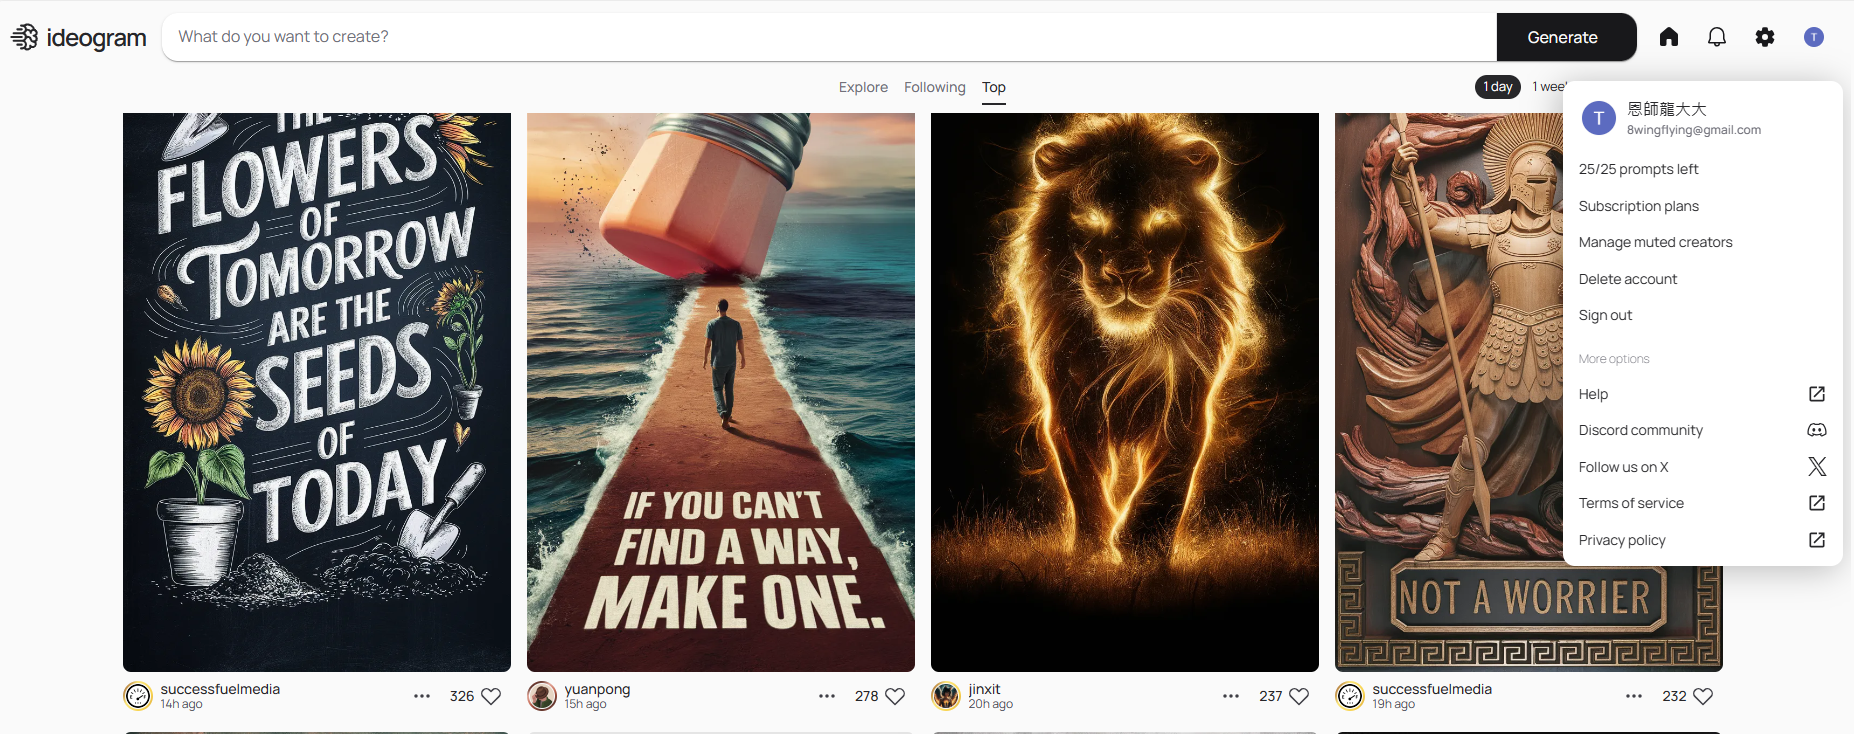 ideogram
What do you want to create?
Generate
T
Explore
Following
Top
1 day
1 week
T
恩師龍大大
8wingflying@gmail.com
25/25 prompts left
Subscription plans
Manage muted creators
Delete account
Sign out
More options
Help
Discord community
Follow us on X
Terms of service
Privacy policy
THE
FLOWERS
OF
TOMORROW
ARE THE
SEEDS
OF
TODAY
IF YOU CAN'T
FIND A WAY,
MAKE ONE.
NOT A WORRIER
successfuelmedia
14h ago
326
yuanpong
15h ago
278
jinxit
20h ago
237
successfuelmedia
19h ago
232